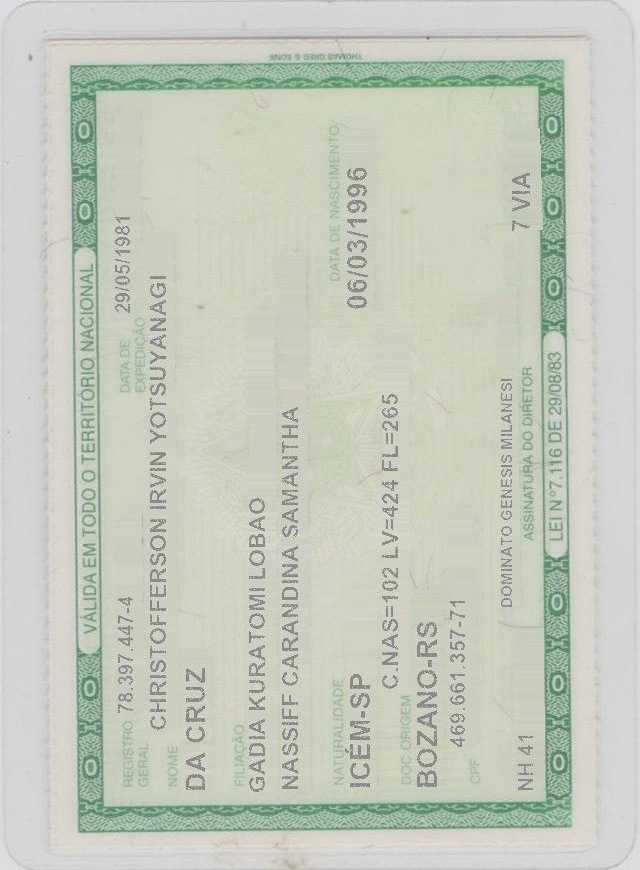 VÁLIDA EM TODO O TERRITÓRIO NACIONAL
REGISTRO GERAL 78.397.447-4 DATA DE EXPEDIÇÃO 29/05/1981
NOME CHRISTOFFERSON IRVIN YOTSUYANAGI
DA CRUZ
FILIAÇÃO
GADIA KURATOMI LOBAO
NASSIFF CARANDINA SAMANTHA
NATURALIDADE DATA DE NASCIMENTO
ICÉM-SP 06/03/1996
DOC ORIGEM C.NAS=102 LV=424 FL=265
BOZANO-RS
CPF 469.661.357-71
DOMINATO GENESIS MILANESI
NH 41 ASSINATURA DO DIRETOR 7 VIA
LEI Nº 7.116 DE 29/08/83
THOMAS GREG & SONS